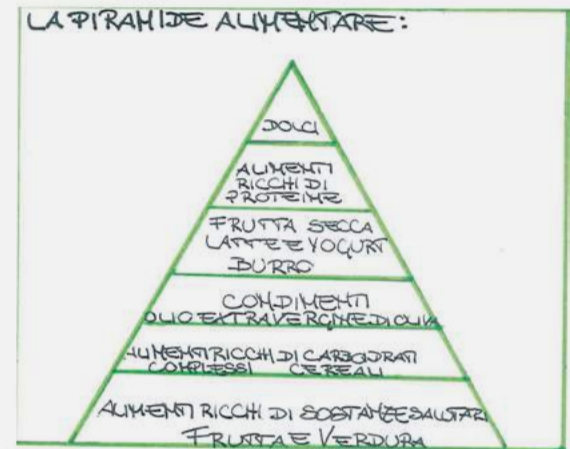 LA PIRAMIDE ALIMENTARE:
DOLCI
ALIMENTI
RICCHI DI
PROTEINE
FRUTTA SECCA
LATTE E YOGURT
BURRO
CONDIMENTI
OLIO EXTRAVERGINE DI OLIVA
ALIMENTI RICCHI DI CARBOIDRATI
COMPLESSI CEREALI
ALIMENTI RICCHI DI SOSTANZE SALUTARI
FRUTTA E VERDURA